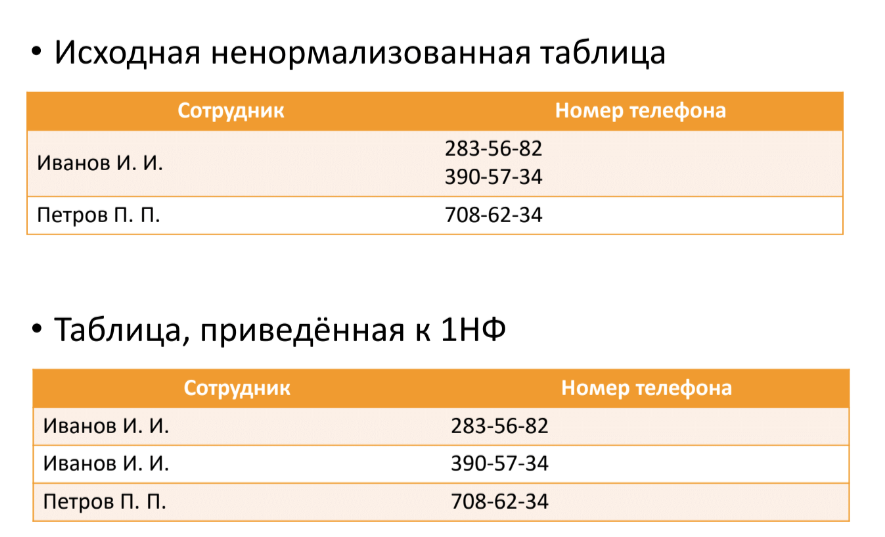 • Исходная ненормализованная таблица
Сотрудник Номер телефона
Иванов И. И. 283-56-82
390-57-34
Петров П. П. 708-62-34
• Таблица, приведённая к 1НФ
Сотрудник Номер телефона
Иванов И. И. 283-56-82
Иванов И. И. 390-57-34
Петров П. П. 708-62-34